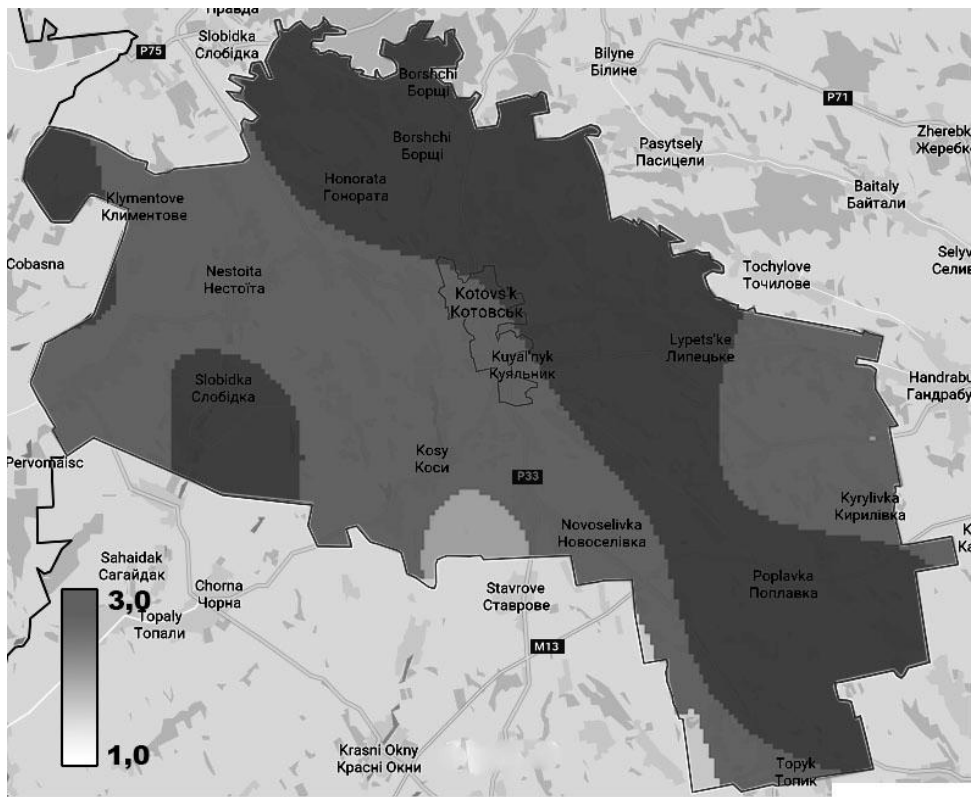 Правда
Slobidka
Слобідка
P75
Borshchi
Борщі
Bilyne
Білине
P71
Zherebk
Жеребк
Borshchi
Борщі
Pasytsely
Пасицели
Honorata
Гонората
Baitaly
Байтали
Klymentove
Климентове
Cobasna
Nestoita
Нестоїта
Tochylove
Точилове
Selyv
Селив
Kotovs'k
Котовськ
Lypets'ke
Липецьке
Kuyal'nyk
Куяльник
Slobidka
Слобідка
Handrabu
Гандрабу
Kosy
Коси
Pervomaisc
P33
Kyrylivka
Кирилівка
Novoselivka
Новоселівка
K
Ка
Sahaidak
Сагайдак
Chorna
Чорна
Stavrove
Ставрове
Poplavka
Поплавка
3,0
Topaly
Топали
M13
1,0
Krasni Okny
Красні Окни
Topyk
Топик